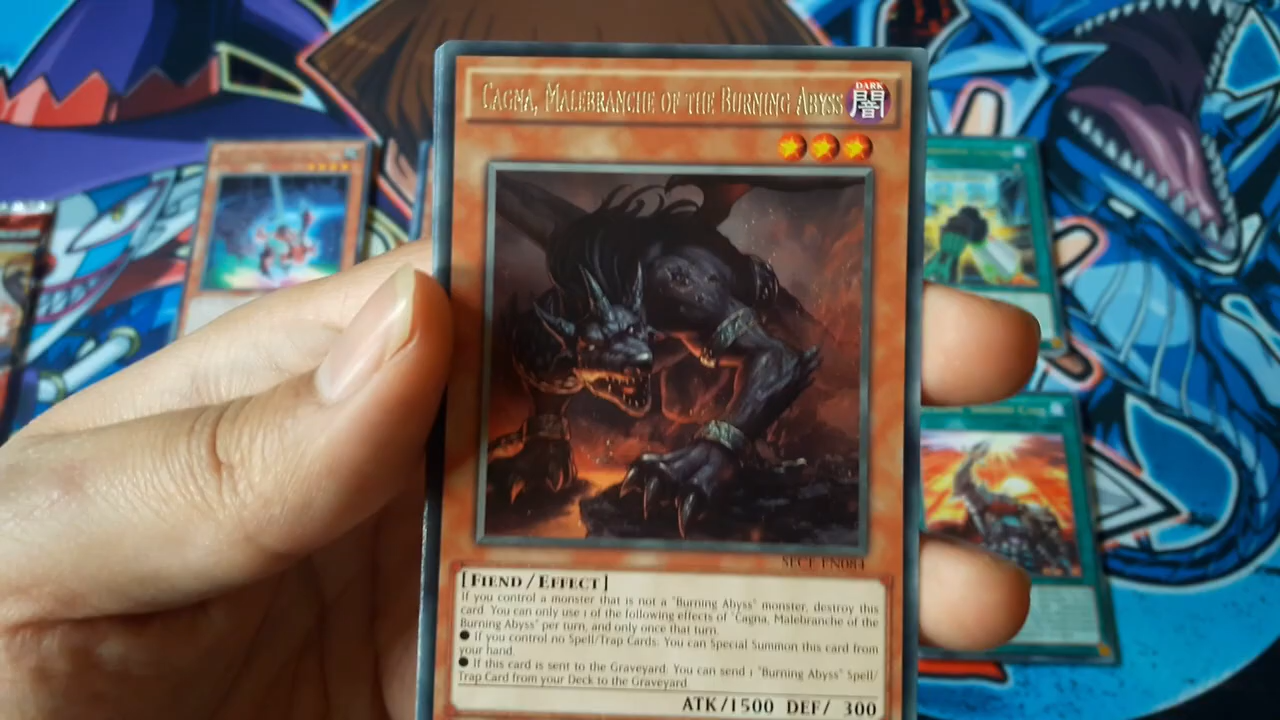 Cagna, Malebranche of the Burning Abyss
DARK
闇
SECE-EN084
[Fiend/Effect]
If you control a monster that is not a "Burning Abyss" monster, destroy this
card. You can only use 1 of the following effects of "Cagna, Malebranche of the
Burning Abyss" per turn, and only once that turn.
● If you control no Spell/Trap Cards: You can Special Summon this card from
your hand.
● If this card is sent to the Graveyard: You can send 1 "Burning Abyss" Spell/
Trap Card from your Deck to the Graveyard.
ATK/1500 DEF/ 300